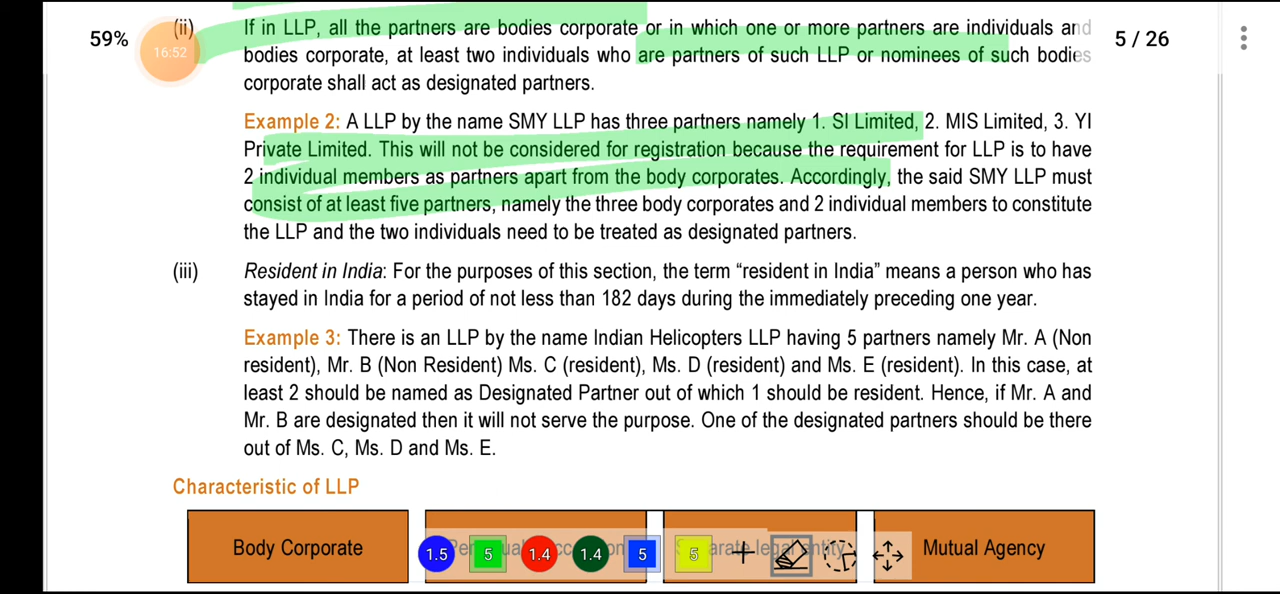 59%
16:52
5 / 26
(ii) If in LLP, all the partners are bodies corporate or in which one or more partners are individuals and
bodies corporate, at least two individuals who are partners of such LLP or nominees of such bodies
corporate shall act as designated partners.
Example 2: A LLP by the name SMY LLP has three partners namely 1. SI Limited, 2. MIS Limited, 3. YI
Private Limited. This will not be considered for registration because the requirement for LLP is to have
2 individual members as partners apart from the body corporates. Accordingly, the said SMY LLP must
consist of at least five partners, namely the three body corporates and 2 individual members to constitute
the LLP and the two individuals need to be treated as designated partners.
(iii) Resident in India: For the purposes of this section, the term “resident in India” means a person who has
stayed in India for a period of not less than 182 days during the immediately preceding one year.
Example 3: There is an LLP by the name Indian Helicopters LLP having 5 partners namely Mr. A (Non
resident), Mr. B (Non Resident) Ms. C (resident), Ms. D (resident) and Ms. E (resident). In this case, at
least 2 should be named as Designated Partner out of which 1 should be resident. Hence, if Mr. A and
Mr. B are designated then it will not serve the purpose. One of the designated partners should be there
out of Ms. C, Ms. D and Ms. E.
Characteristic of LLP
Body Corporate
legal entity
Mutual Agency
1.5 5 1.4 1.4 5 5